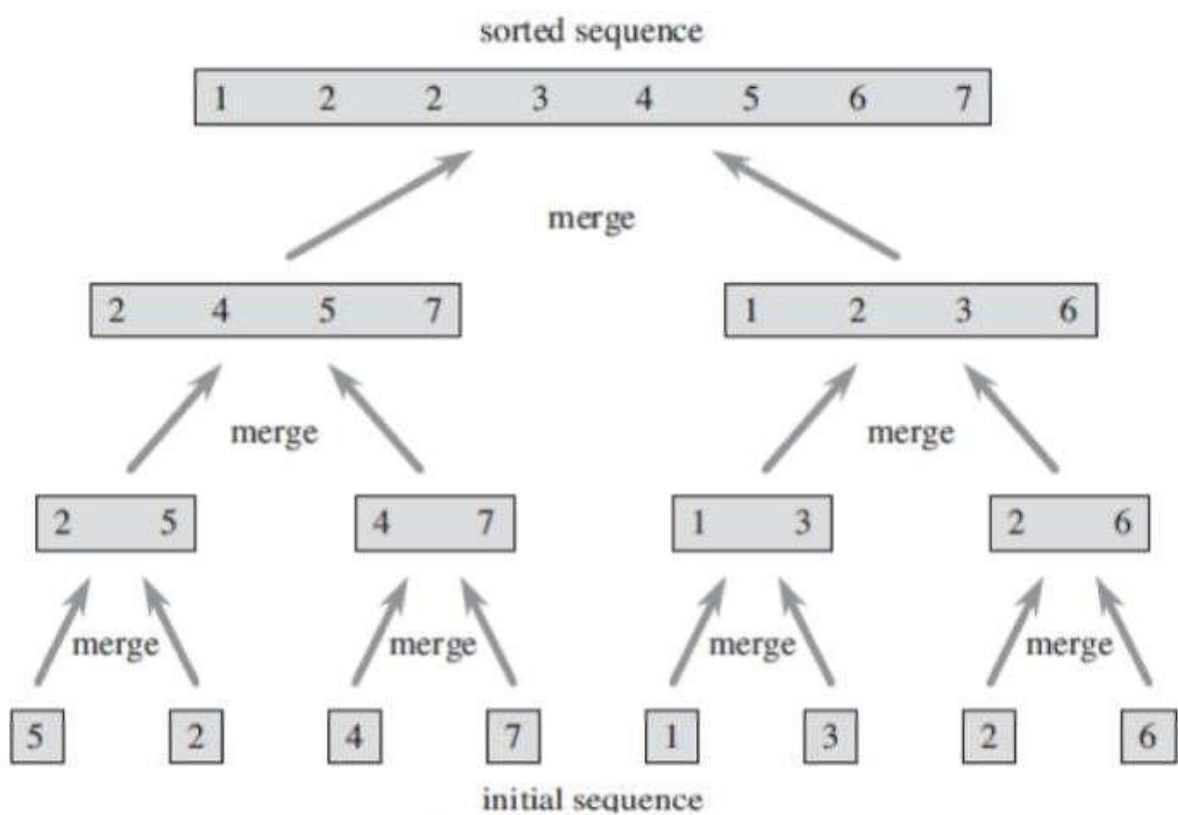 sorted sequence
1 2 2 3 4 5 6 7
merge
2 4 5 7 1 2 3 6
merge merge
2 5 4 7 1 3 2 6
merge merge merge merge
5 2 4 7 1 3 2 6
initial sequence